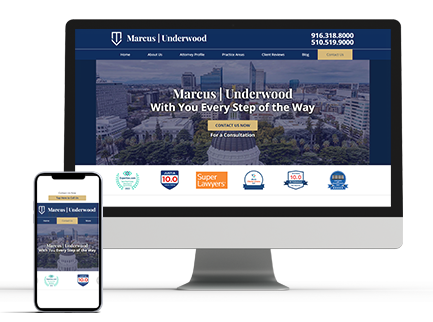 Marcus | Underwood
916.318.8000
510.519.9000
Home About Us Attorney Profile Practice Areas Client Reviews Blog Contact Us
Marcus | Underwood
With You Every Step of the Way
CONTACT US NOW
For a Consultation
10.0
Super
Lawyers
10.0
Marcus | Underwood
Marcus | Underwood
With You Every Step of the Way
10.0